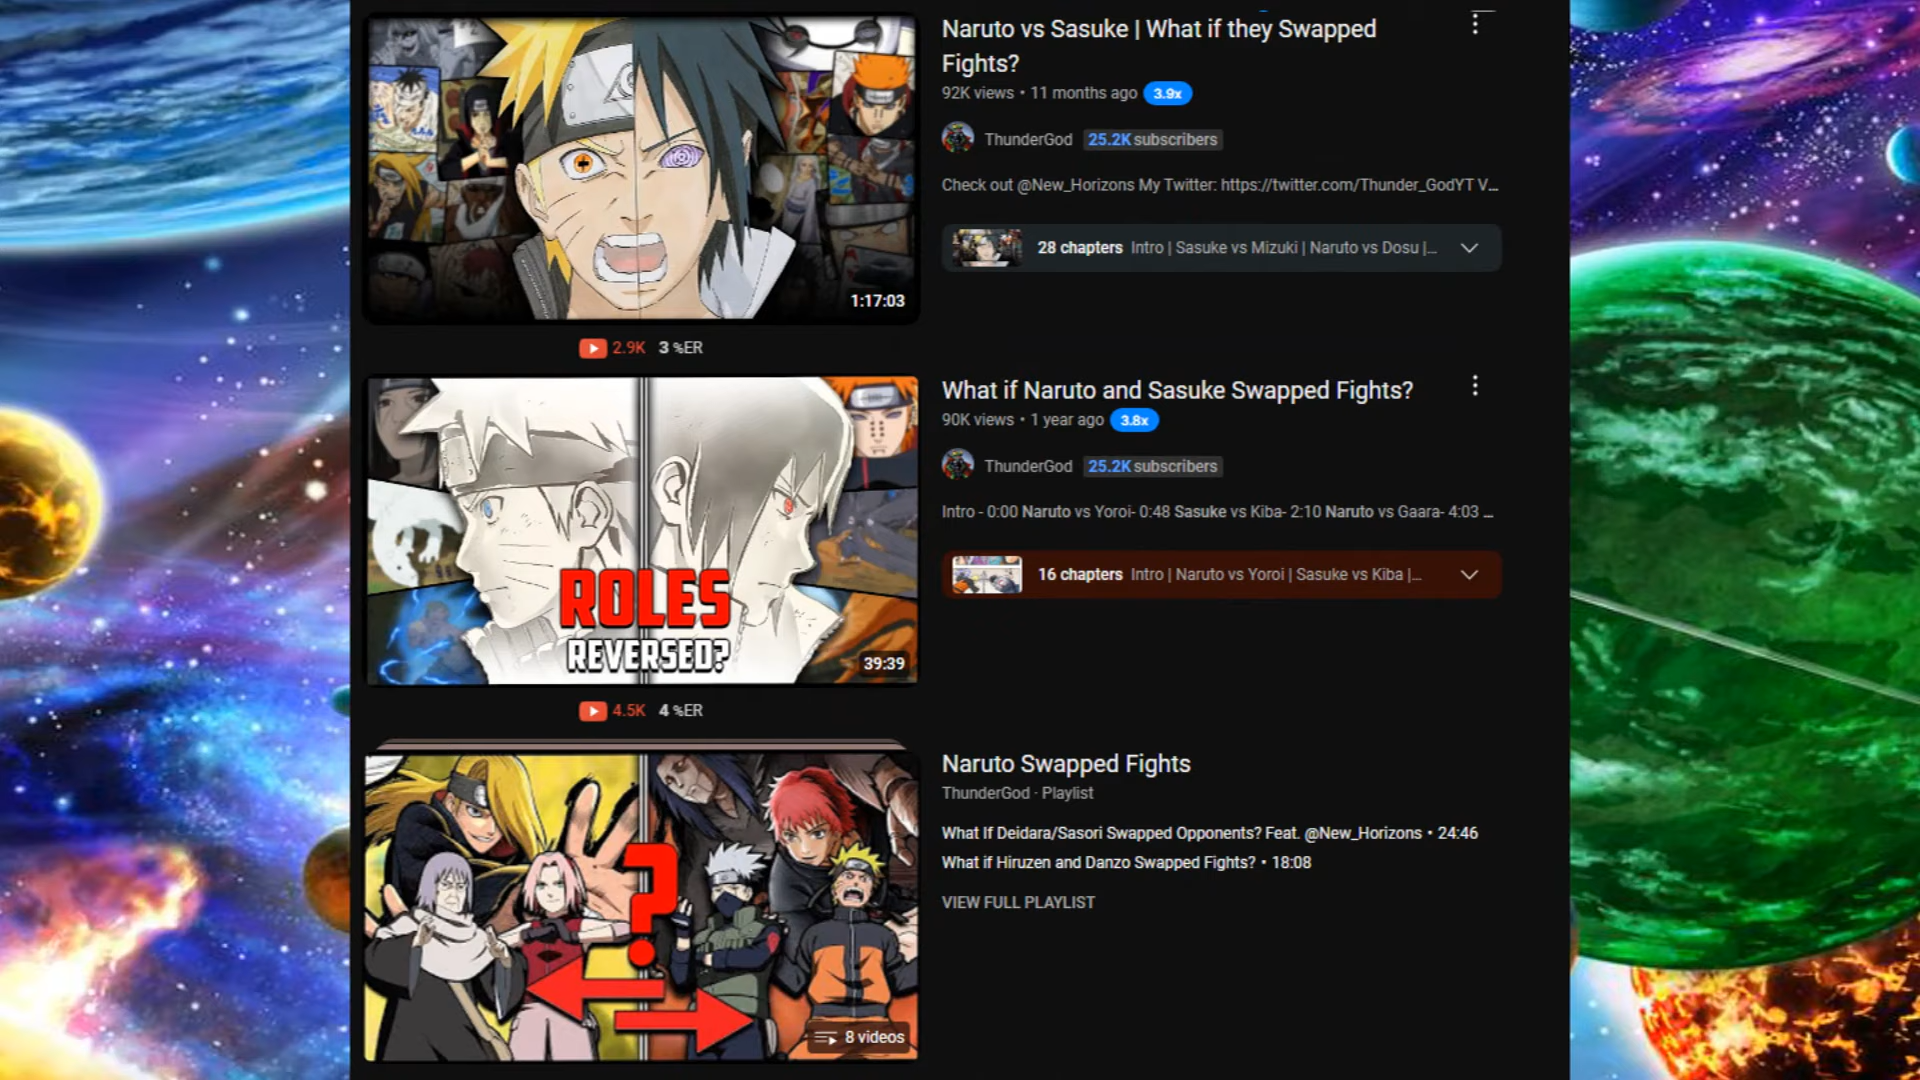 Naruto vs Sasuke | What if they Swapped
Fights?
92K views • 11 months ago 3.9x
ThunderGod 25.2K subscribers
Check out @New_Horizons My Twitter: https://twitter.com/Thunder_GodYT V...
28 chapters Intro | Sasuke vs Mizuki | Naruto vs Dosu |...
1:17:03
2.9K 3 %ER
What if Naruto and Sasuke Swapped Fights?
90K views • 1 year ago 3.8x
ThunderGod 25.2K subscribers
Intro - 0:00 Naruto vs Yoroi- 0:48 Sasuke vs Kiba- 2:10 Naruto vs Gaara- 4:03 ...
16 chapters Intro | Naruto vs Yoroi | Sasuke vs Kiba |...
ROLES
REVERSED?
39:39
4.5K 4 %ER
Naruto Swapped Fights
ThunderGod · Playlist
What If Deidara/Sasori Swapped Opponents? Feat. @New_Horizons • 24:46
What if Hiruzen and Danzo Swapped Fights? • 18:08
VIEW FULL PLAYLIST
?
8 videos